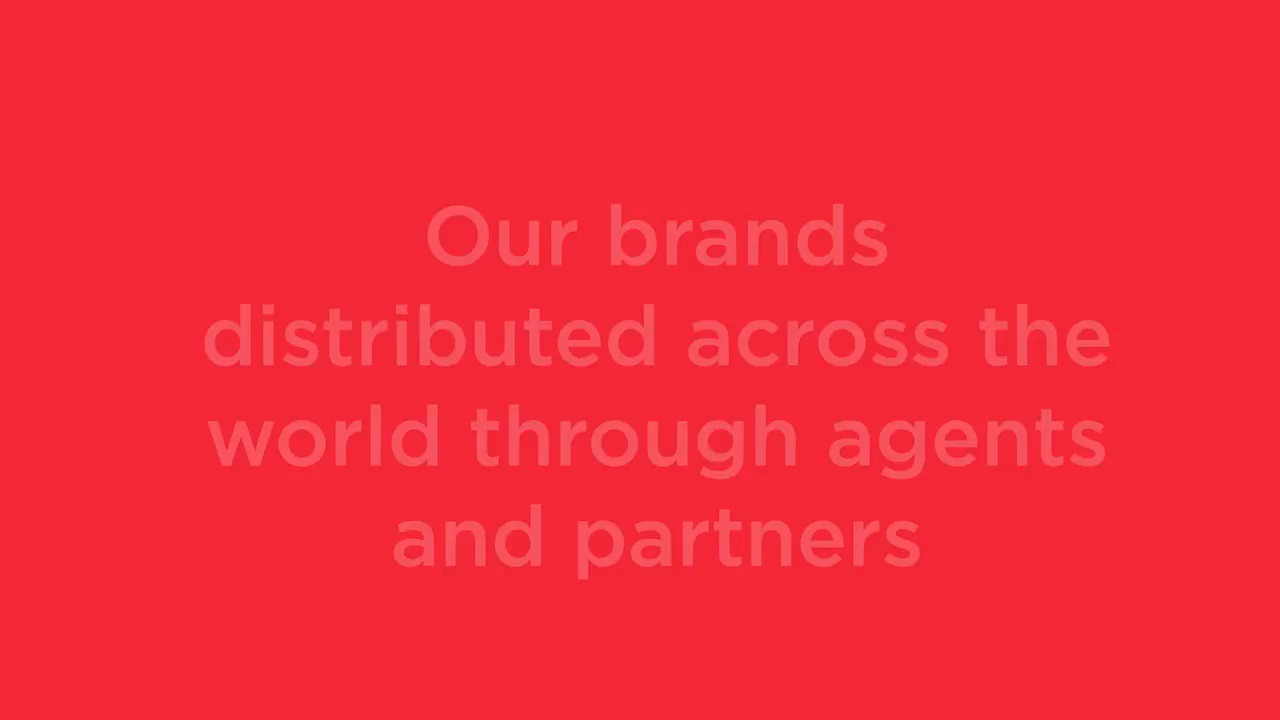 Our brands
distributed across the
world through agents
and partners